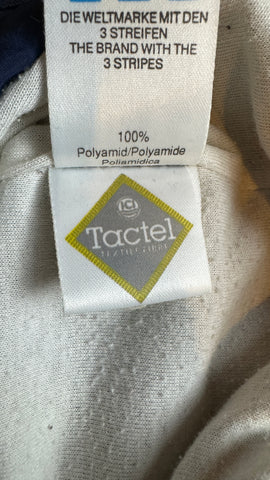 DIE WELTMARKE MIT DEN
3 STREIFEN
THE BRAND WITH THE
3 STRIPES
100%
Polyamid/Polyamide
Poliamidica
ICI
Tactel